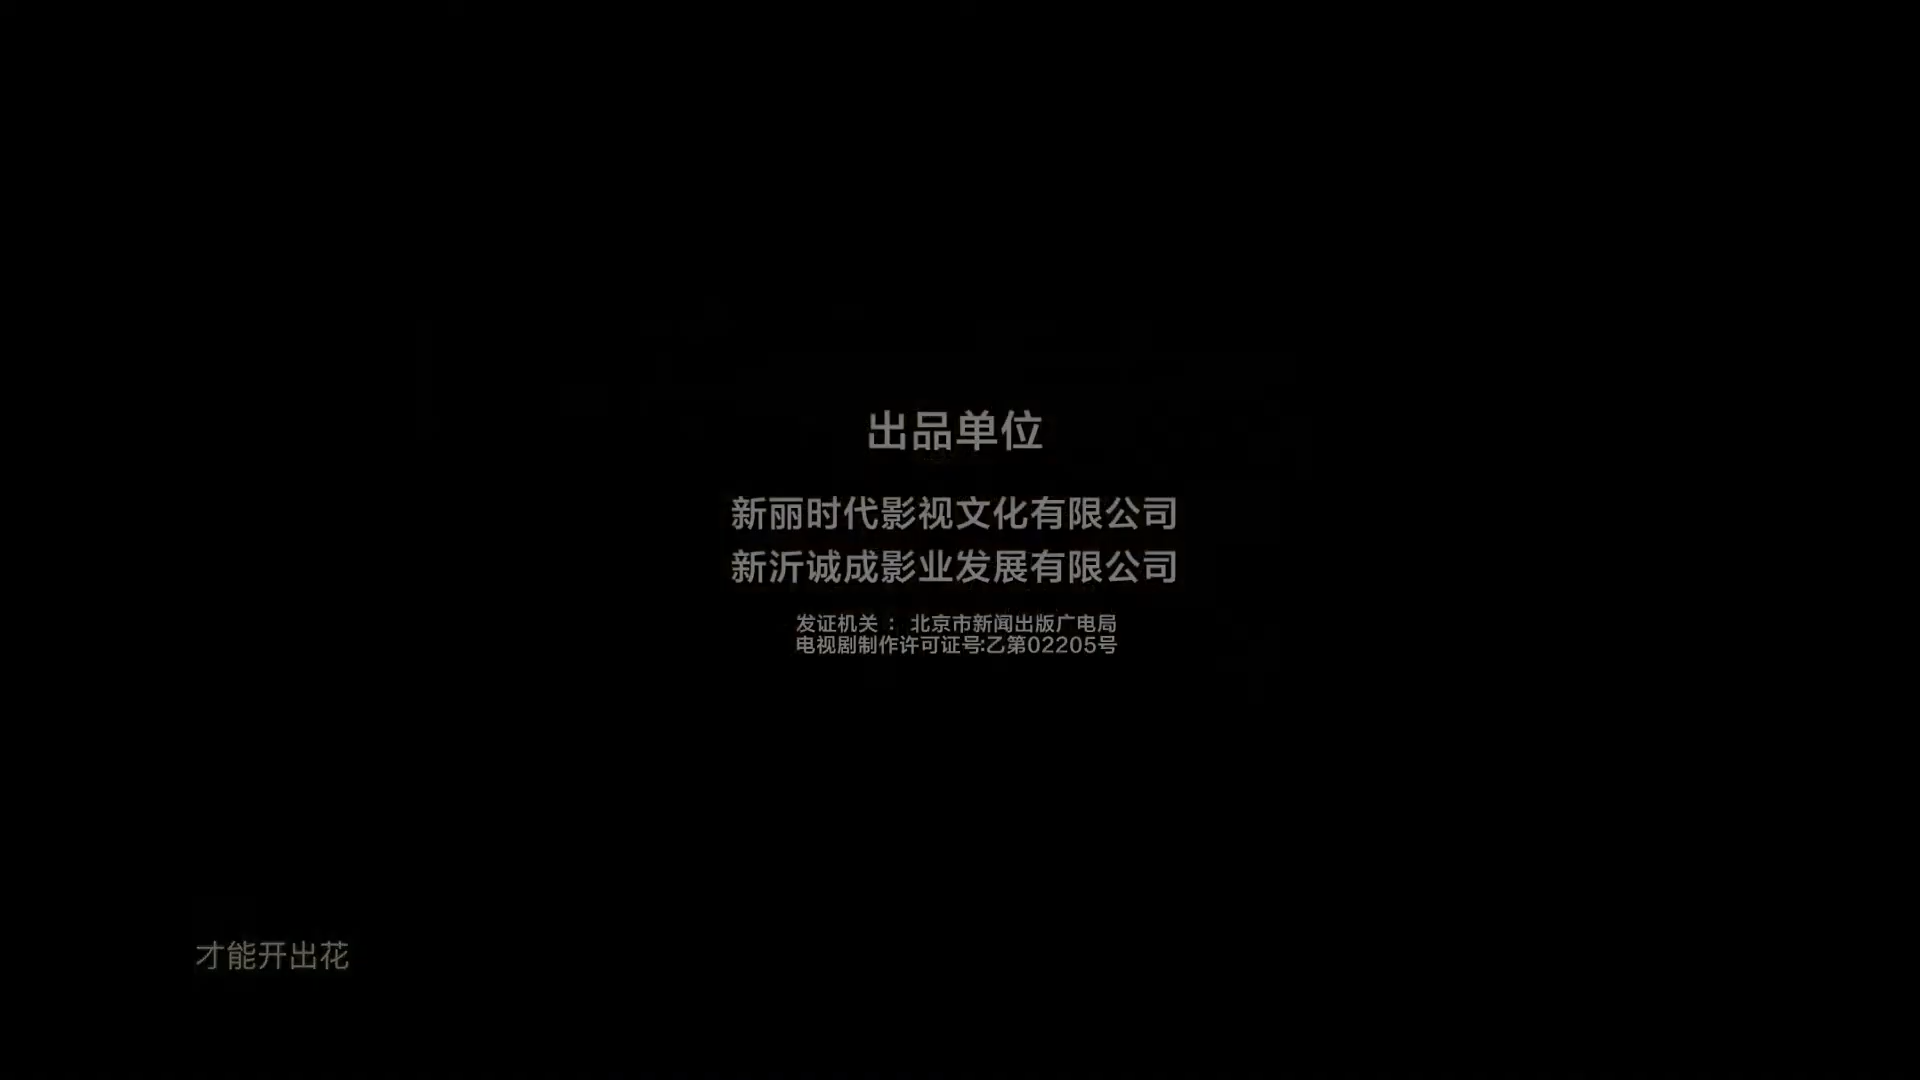 出品单位
新丽时代影视文化有限公司
新沂诚成影业发展有限公司
发证机关 ： 北京市新闻出版广电局
电视剧制作许可证号:乙第02205号
才能开出花